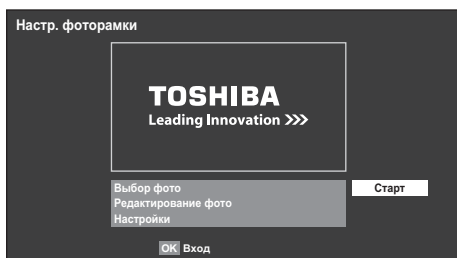 Настр. фоторамки
TOSHIBA
Leading Innovation >>>
Выбор фото
Старт
Редактирование фото
Настройки
OK Вход